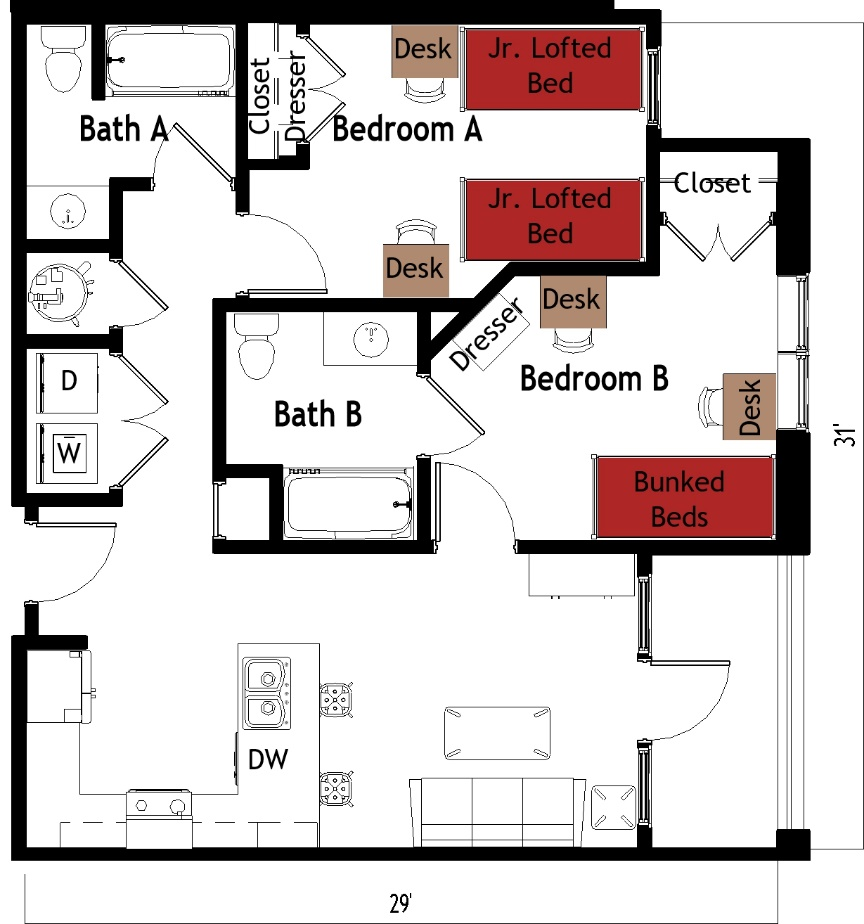 Desk
Jr. Lofted
Bed
Closet
Dresser
Bath A
Bedroom A
Closet
Jr. Lofted
Bed
Desk
Desk
Dresser
D
Bedroom B
Bath B
Desk
W
31'
Bunked
Beds
DW
29'